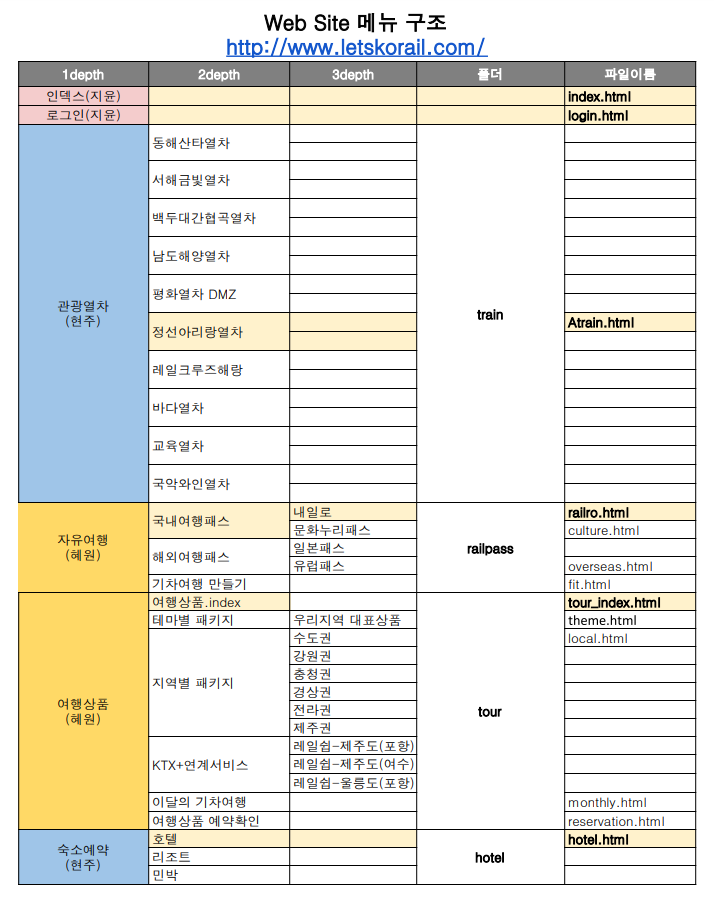 Web Site 메뉴 구조
http://www.letskorail.com/
1depth 2depth 3depth 폴더 파일이름
인덱스(지윤) index.html
로그인(지윤) login.html
관광열차
(현주)
동해산타열차
서해금빛열차
백두대간협곡열차
남도해양열차
평화열차 DMZ
정선아리랑열차
레일크루즈해랑
바다열차
교육열차
국악와인열차
train
Atrain.html
자유여행
(혜원)
국내여행패스
내일로
문화누리패스
해외여행패스
일본패스
유럽패스
기차여행 만들기
railpass
railro.html
culture.html
overseas.html
fit.html
여행상품
(혜원)
여행상품.index
테마별 패키지 우리지역 대표상품
지역별 패키지
수도권
강원권
충청권
경상권
전라권
제주권
KTX+연계서비스
레일쉽-제주도(포항)
레일쉽-제주도(여수)
레일쉽-울릉도(포항)
이달의 기차여행
여행상품 예약확인
tour
tour_index.html
theme.html
local.html
monthly.html
reservation.html
숙소예약
(현주)
호텔
리조트
민박
hotel
hotel.html